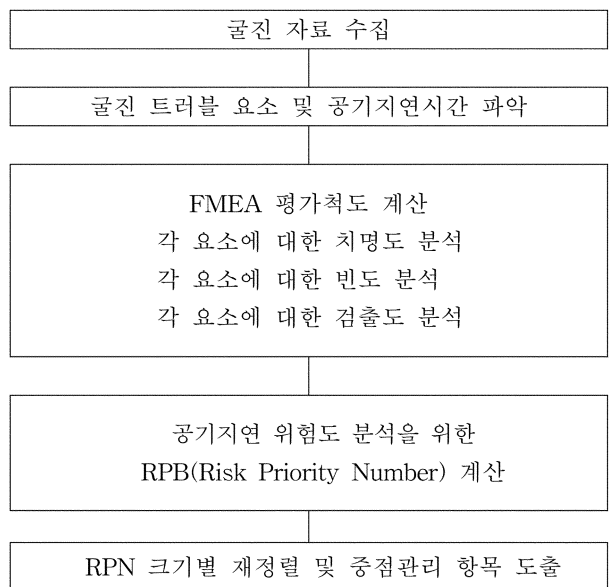 굴진 자료 수집
굴진 트러블 요소 및 공기지연시간 파악
FMEA 평가척도 계산
각 요소에 대한 치명도 분석
각 요소에 대한 빈도 분석
각 요소에 대한 검출도 분석
공기지연 위험도 분석을 위한
RPB(Risk Priority Number) 계산
RPN 크기별 재정렬 및 중점관리 항목 도출